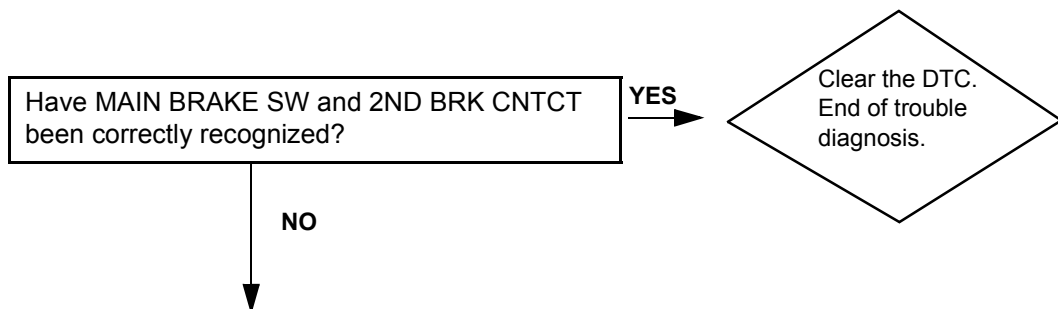 Have MAIN BRAKE SW and 2ND BRK CNTCT
been correctly recognized?
YES
Clear the DTC.
End of trouble
diagnosis.
NO